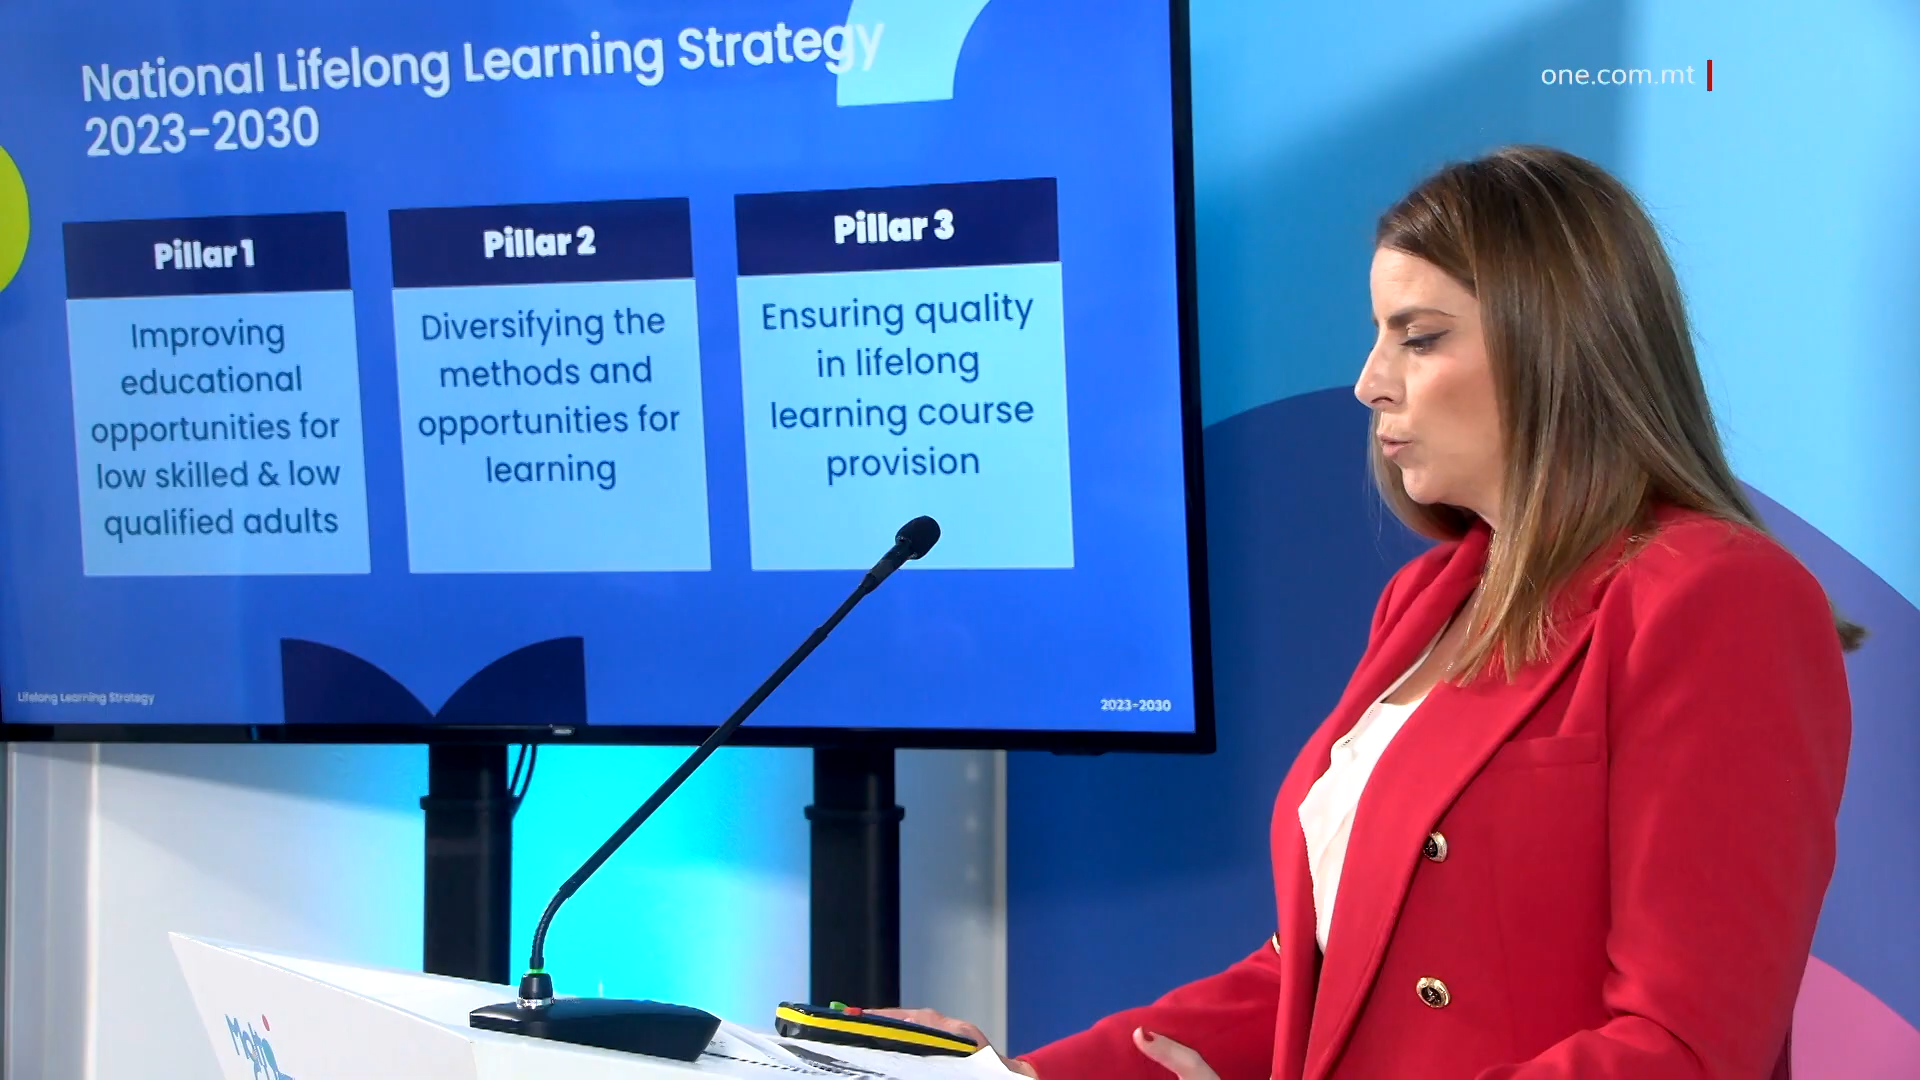 National Lifelong Learning Strategy
2023-2030
one.com.mt
Pillar 1
Improving
educational
opportunities for
low skilled & low
qualified adults
Pillar 2
Diversifying the
methods and
opportunities for
learning
Pillar 3
Ensuring quality
in lifelong
learning course
provision
Lifelong Learning Strategy
2023-2030